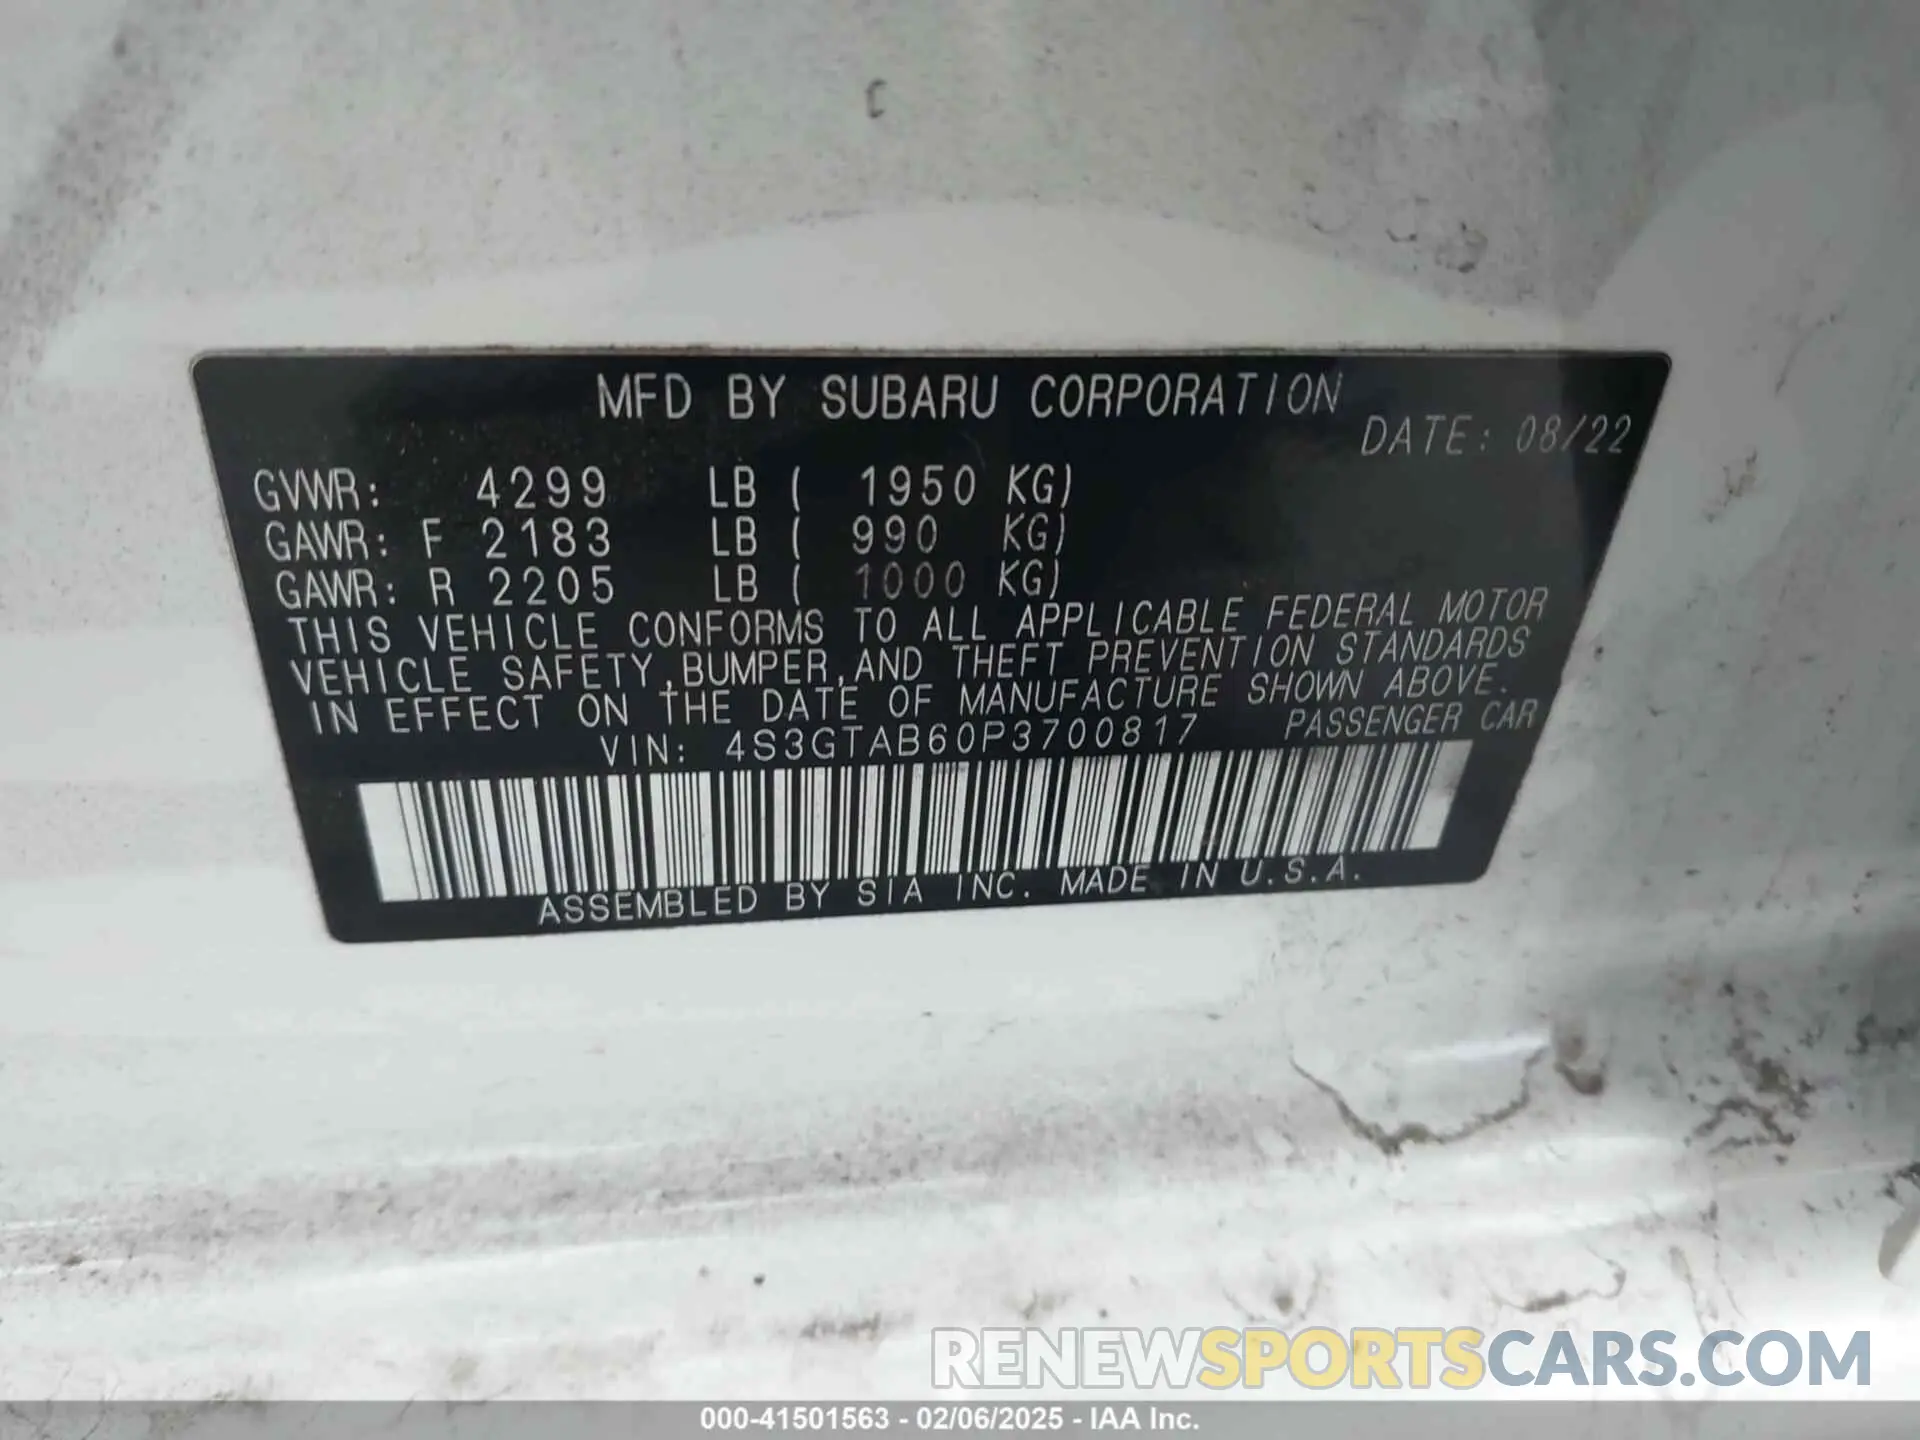 MFD BY SUBARU CORPORATION
DATE: 08/22
GVWR: 4299 LB ( 1950 KG)
GAWR: F 2183 LB ( 990 KG)
GAWR: R 2205 LB ( 1000 KG)
THIS VEHICLE CONFORMS TO ALL APPLICABLE FEDERAL MOTOR
VEHICLE SAFETY,BUMPER,AND THEFT PREVENTION STANDARDS
IN EFFECT ON THE DATE OF MANUFACTURE SHOWN ABOVE.
VIN: 4S3GTAB60P3700817 PASSENGER CAR
ASSEMBLED BY SIA INC. MADE IN U.S.A.
RENEWSPORTSCARS.COM
000-41501563 - 02/06/2025 - IAA Inc.